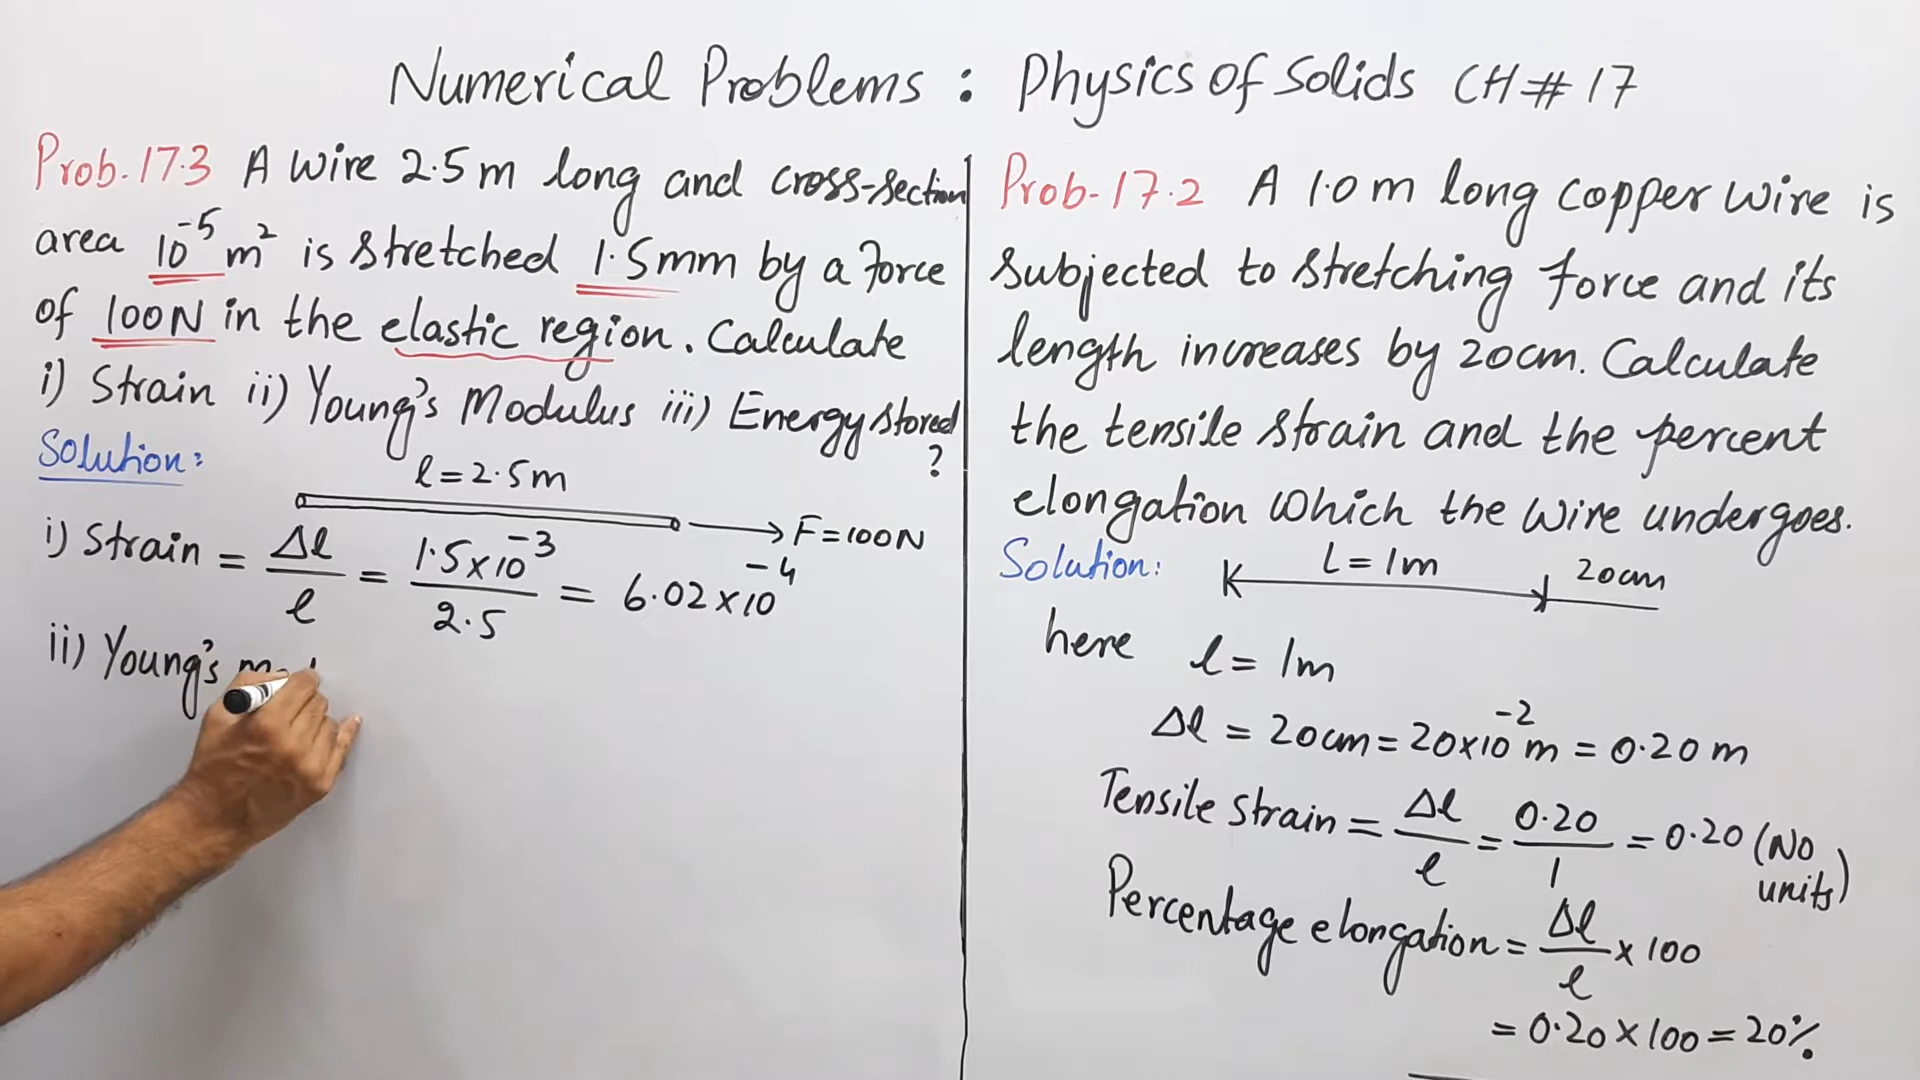 Numerical Problems : Physics of Solids CH# 17
Prob. 17.3 A wire 2.5 m long and cross-section
area 10⁻⁵ m² is stretched 1.5mm by a force
of 100N in the elastic region. Calculate
i) Strain ii) Young's Modulus iii) Energy stored
?
Solution:
l = 2.5m
F = 100N
i) Strain = Δl/l = 1.5×10⁻³/2.5 = 6.02×10⁻⁴
ii) Young's
Prob-17.2 A 1.0 m long copper wire is
subjected to stretching force and its
length increases by 20cm. Calculate
the tensile strain and the percent
elongation which the wire undergoes.
Solution:
L = 1m
20cm
here l = 1m
Δl = 20cm = 20×10⁻² m = 0.20 m
Tensile strain = Δl/l = 0.20/1 = 0.20 (No
units)
Percentage elongation = Δl/l × 100
= 0.20 × 100 = 20%